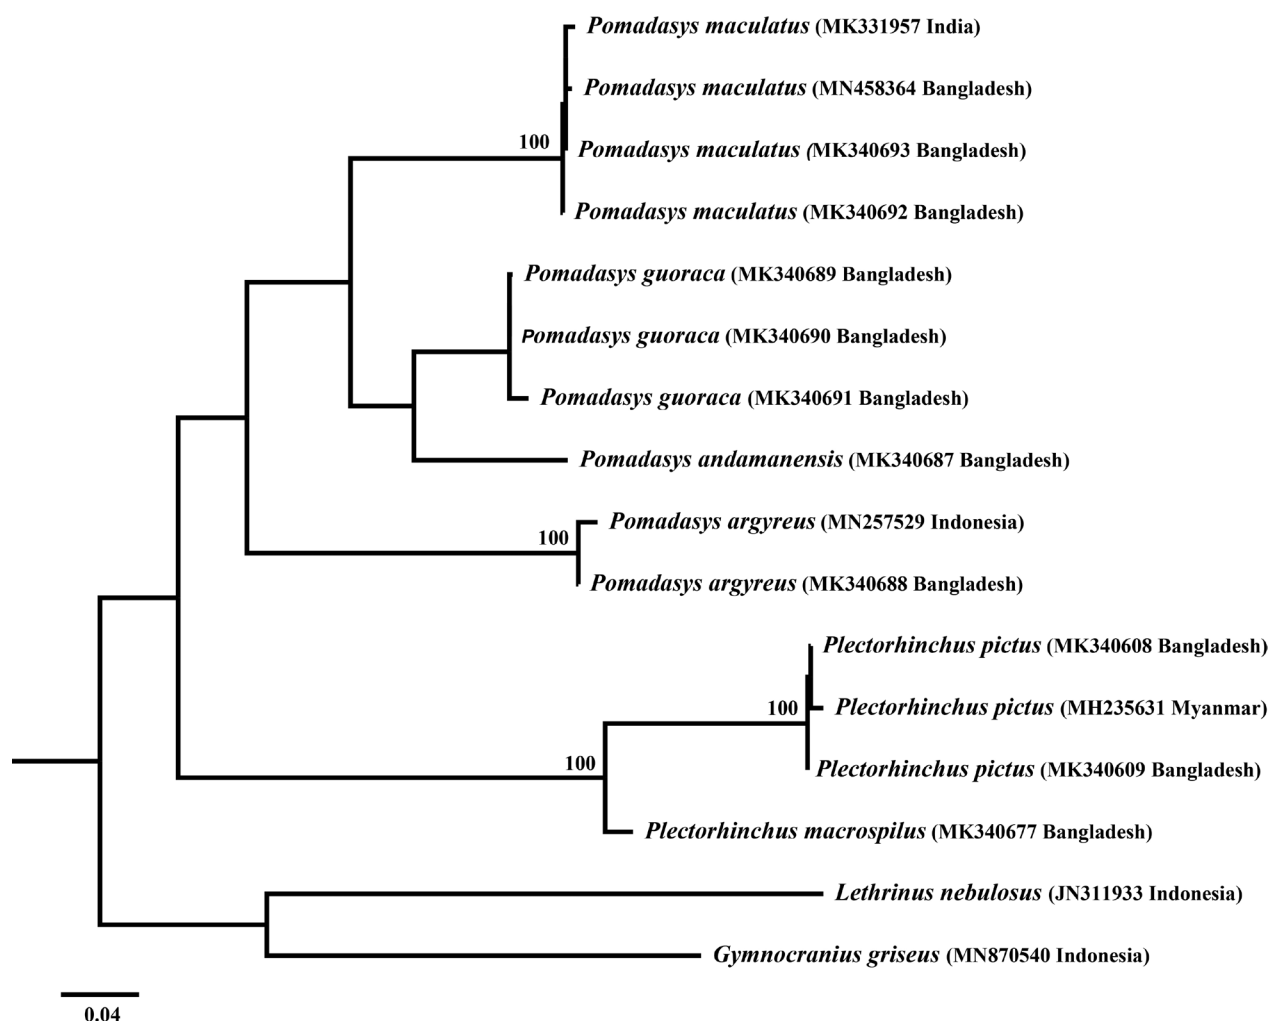 Pomadasys maculatus (MK331957 India)
Pomadasys maculatus (MN458364 Bangladesh)
100
Pomadasys maculatus (MK340693 Bangladesh)
Pomadasys maculatus (MK340692 Bangladesh)
Pomadasys guoraca (MK340689 Bangladesh)
Pomadasys guoraca (MK340690 Bangladesh)
Pomadasys guoraca (MK340691 Bangladesh)
Pomadasys andamanensis (MK340687 Bangladesh)
Pomadasys argyreus (MN257529 Indonesia)
100
Pomadasys argyreus (MK340688 Bangladesh)
Plectorhinchus pictus (MK340608 Bangladesh)
100
Plectorhinchus pictus (MH235631 Myanmar)
100
Plectorhinchus pictus (MK340609 Bangladesh)
Plectorhinchus macrospilus (MK340677 Bangladesh)
Lethrinus nebulosus (JN311933 Indonesia)
Gymnocranius griseus (MN870540 Indonesia)
0.04